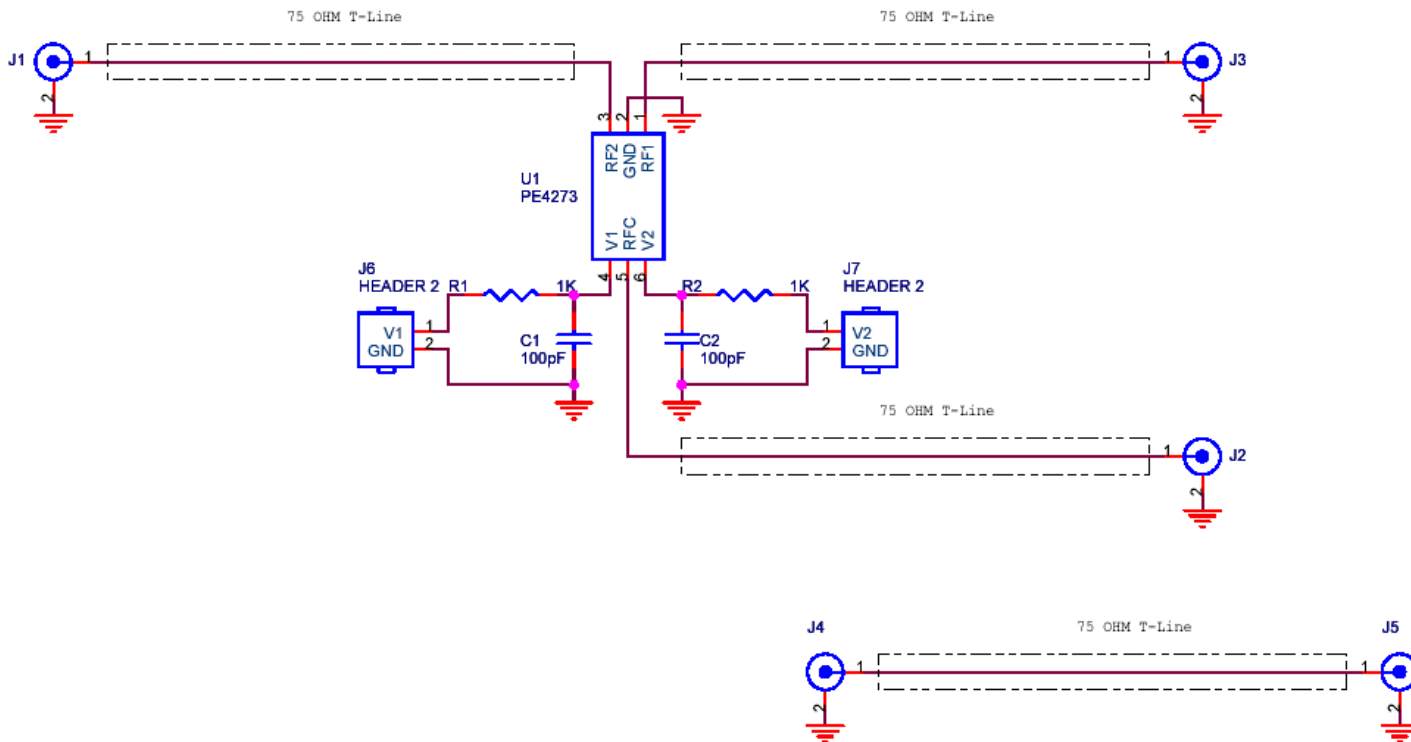 75 OHM T-Line
75 OHM T-Line
J1
1
2
1
J3
2
3
2
1
RF2
GND
RF1
U1
PE4273
V1
RFC
V2
4
5
6
J6
HEADER 2
R1
1K
R2
1K
J7
HEADER 2
V1
GND
1
2
C1
100pF
C2
100pF
1
2
V2
GND
75 OHM T-Line
1
J2
2
J4
75 OHM T-Line
J5
1
1
2
2